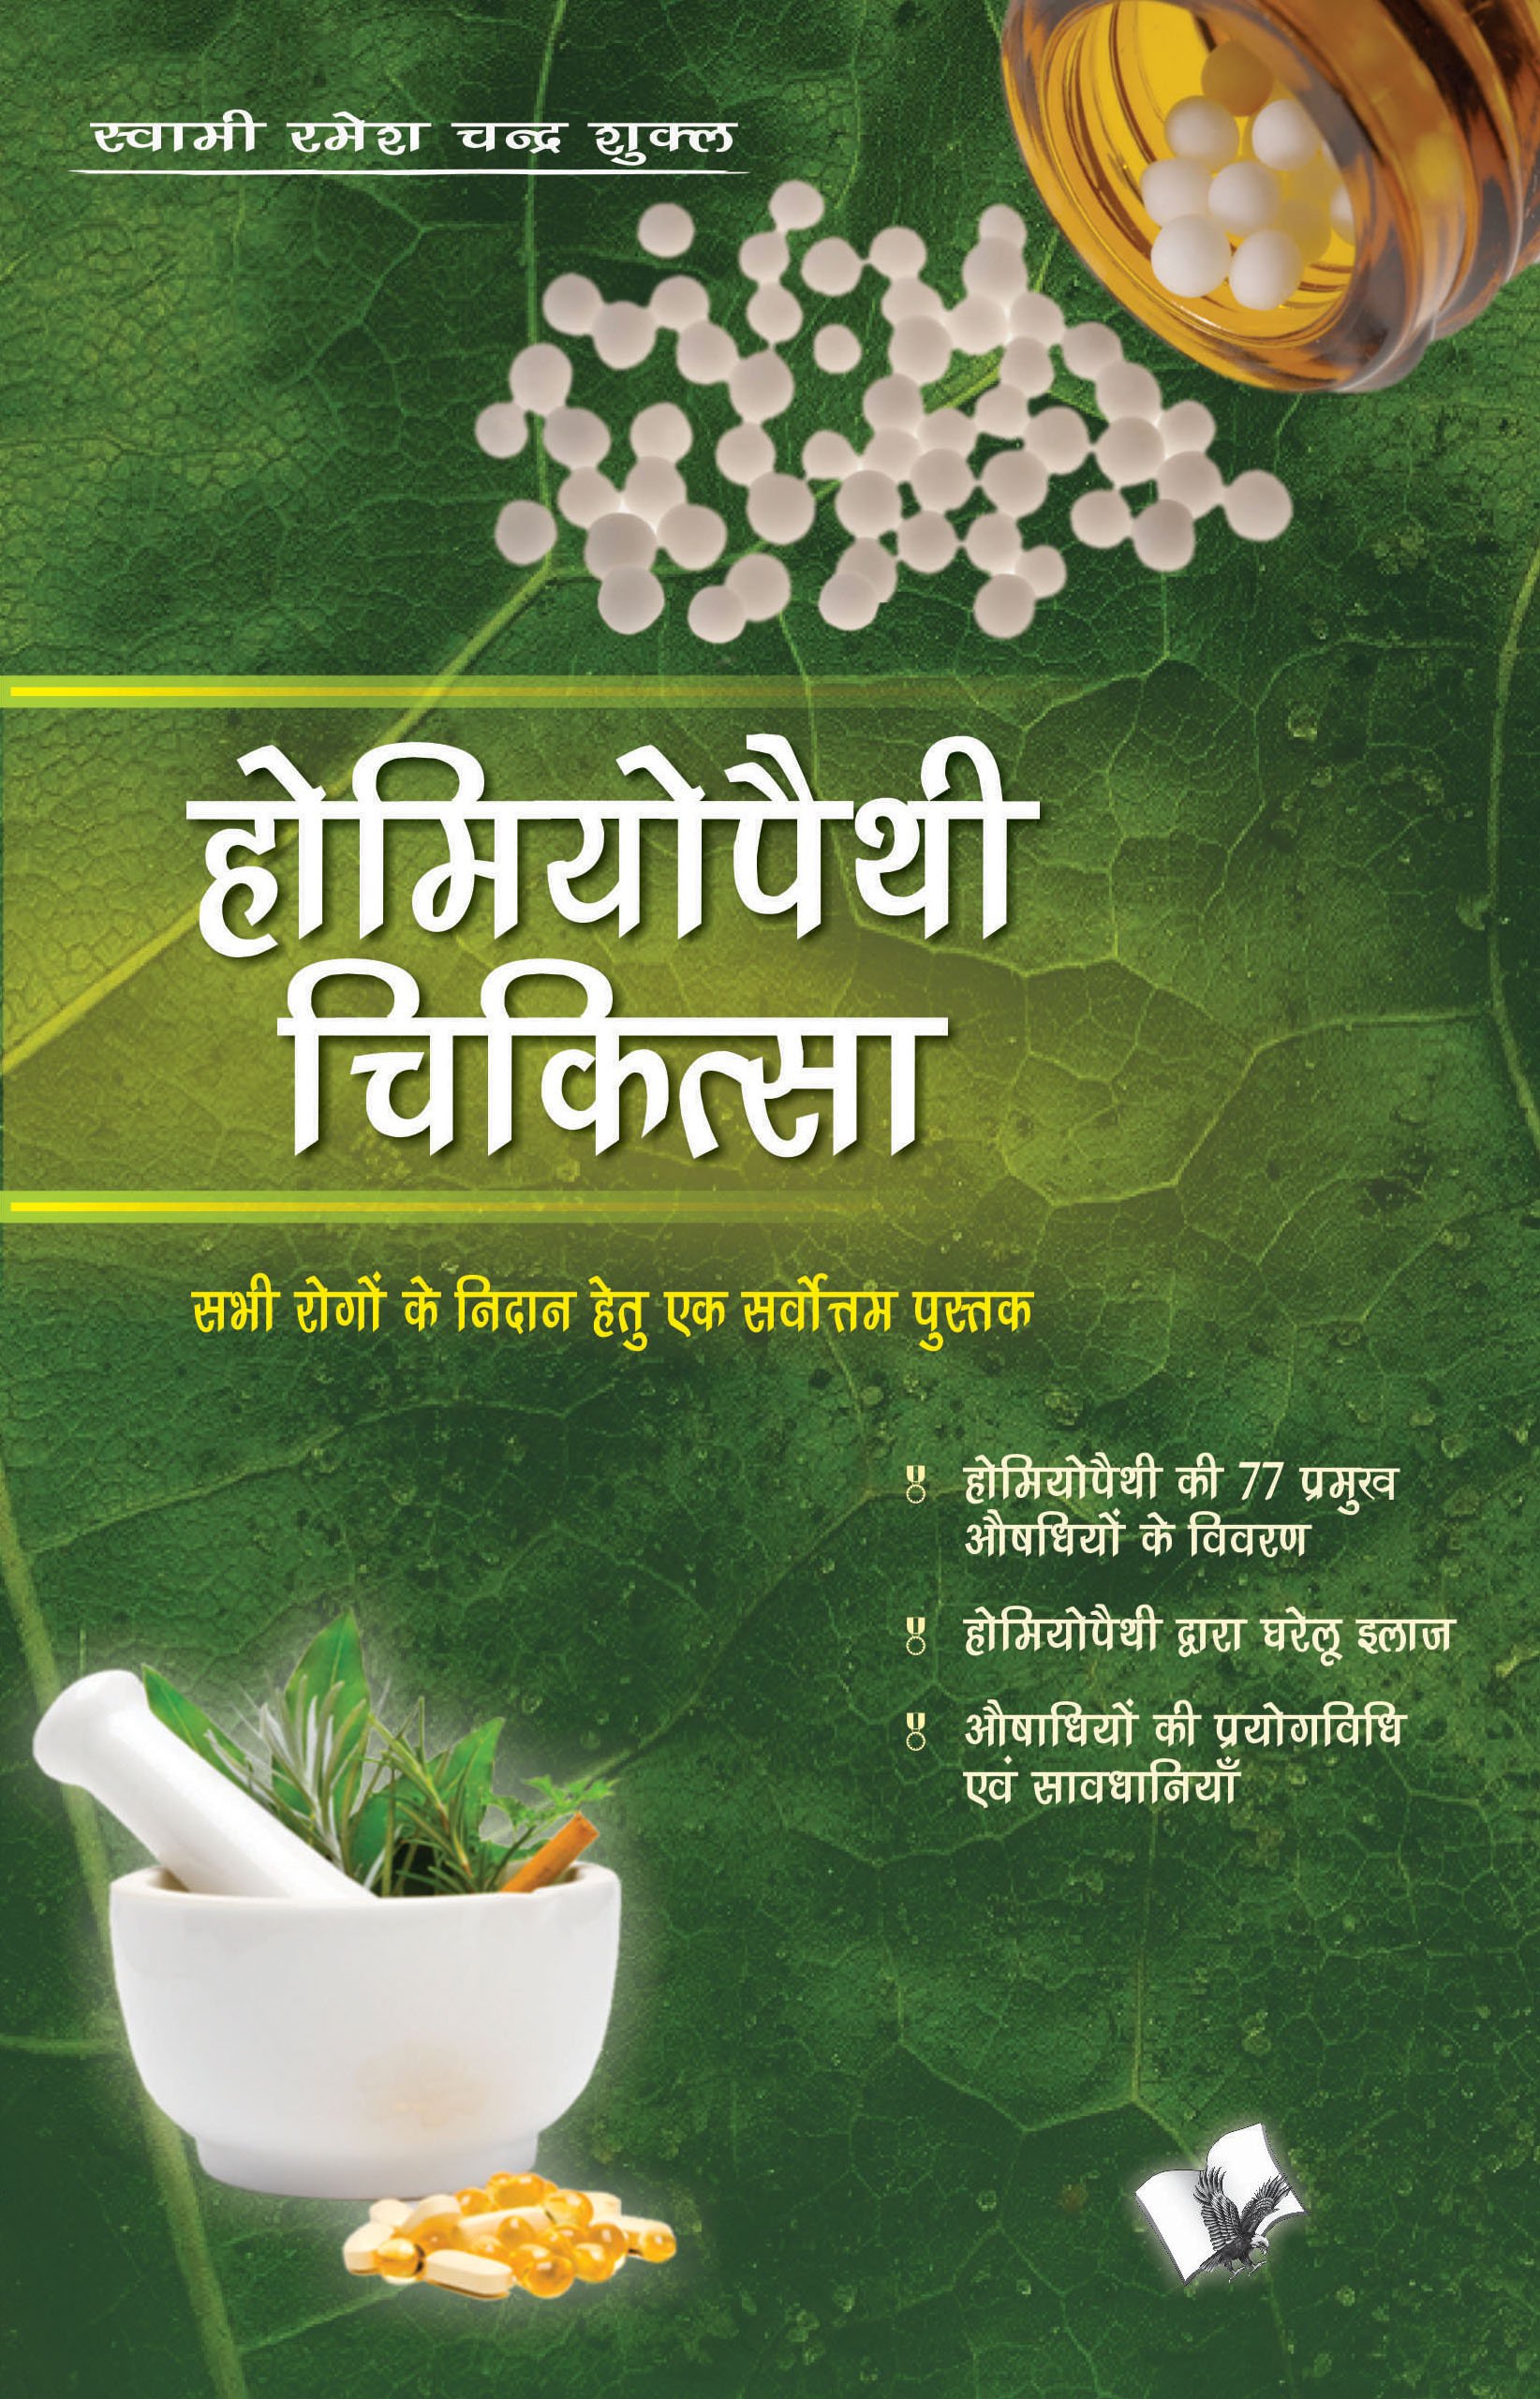 स्वामी रमेश चन्द्र शुक्ल
होमियोपैथी
चिकित्सा
सभी रोगों के निदान हेतु एक सर्वोत्तम पुस्तक
होमियोपैथी की 77 प्रमुख
औषधियों के विवरण
होमियोपैथी द्वारा घरेलू इलाज
औषाधियों की प्रयोगविधि
एवं सावधानियाँ